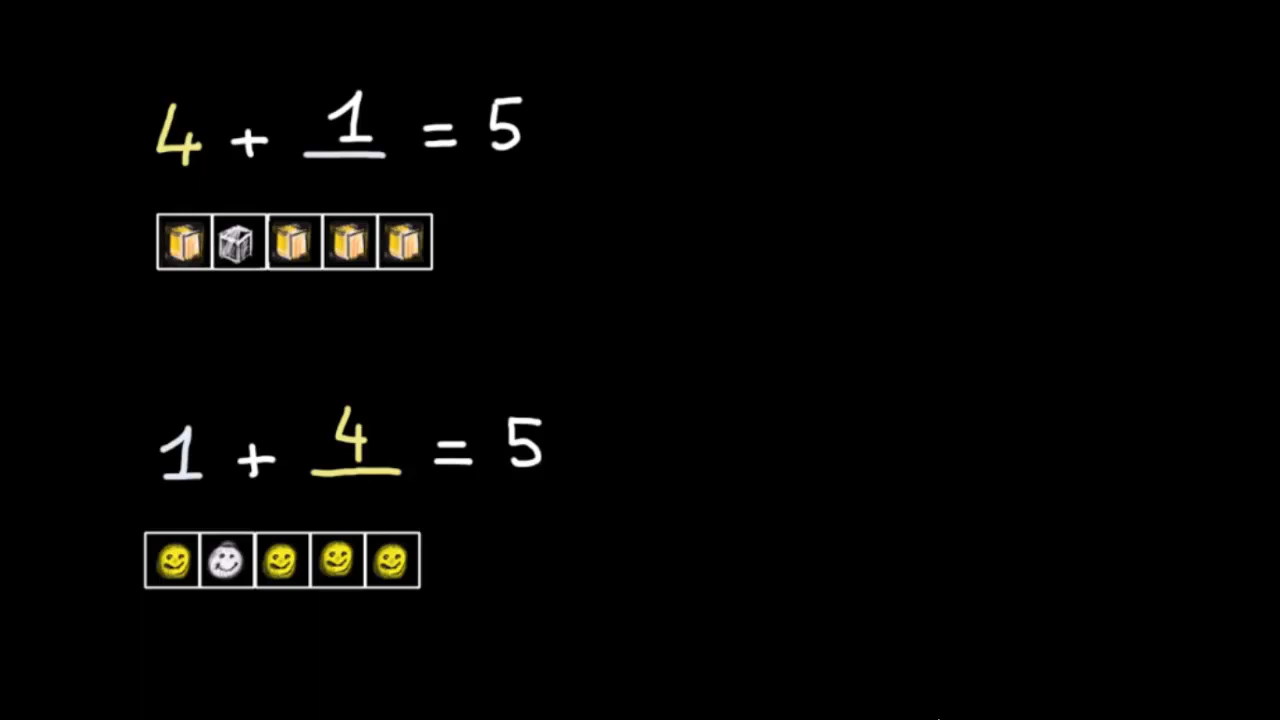 4 + 1 = 5
1 + 4 = 5